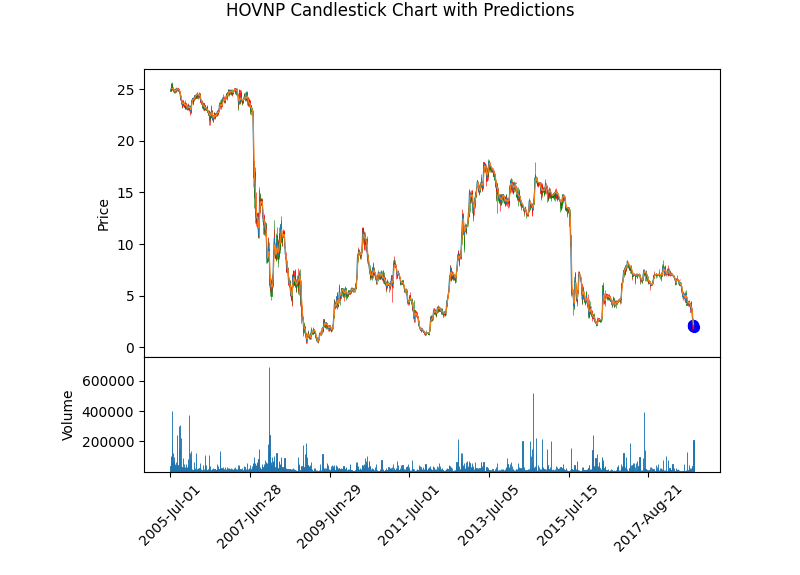 HOVNP Candlestick Chart with Predictions
25
20
15
10
5
0
Price
600000
400000
200000
Volume
2005-Jul-01
2007-Jun-28
2009-Jun-29
2011-Jul-01
2013-Jul-05
2015-Jul-15
2017-Aug-21